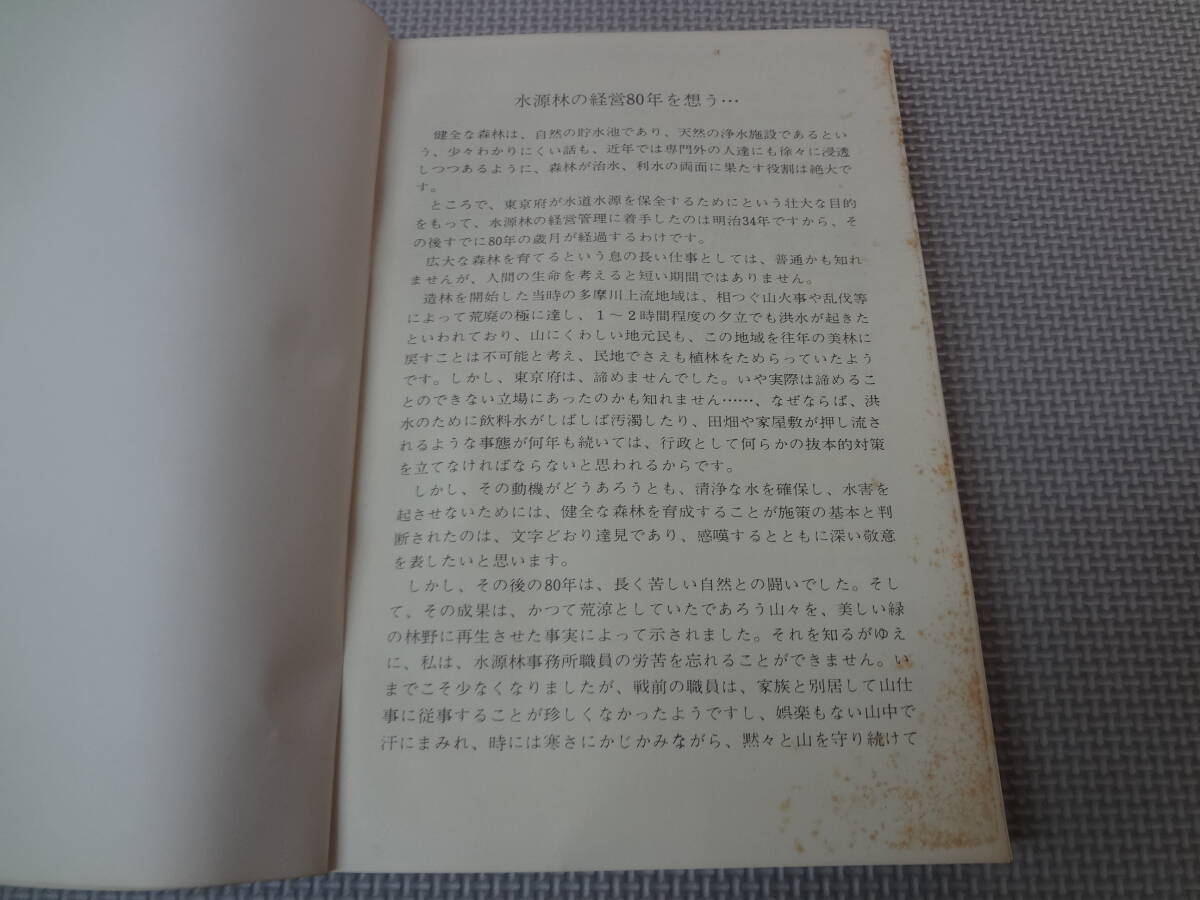 水源林の経営80年を想う…
健全な森林は、自然の貯水池であり、天然の浄水施設であるとい
う、少々わかりにくい話も、近年では専門外の人達にも徐々に浸透
しつつあるように、森林が治水、利水の両面に果たす役割は絶大で
す。
ところで、東京府が水道水源を保全するためにという壮大な目的
をもって、水源林の経営管理に着手したのは明治34年ですから、そ
の後すでに80年の歳月が経過するわけです。
広大な森林を育てるという息の長い仕事としては、普通かも知れ
ませんが、人間の生命を考えると短い期間ではありません。
造林を開始した当時の多摩川上流地域は、相つぐ山火事や乱伐等
によって荒廃の極に達し、1～2時間程度の夕立でも洪水が起きた
といわれており、山にくわしい地元民も、この地域を往年の美林に
戻すことは不可能と考え、民地でさえも植林をためらっていたよう
です。しかし、東京府は、諦めませんでした。いや実際は諦めるこ
とのできない立場にあったのかも知れません……、なぜならば、洪
水のために飲料水がしばしば汚濁したり、田畑や家屋敷が押し流さ
れるような事態が何年も続いては、行政として何らかの抜本的対策
を立てなければならないと思われるからです。
しかし、その動機がどうあろうとも、清浄な水を確保し、水害を
起させないためには、健全な森林を育成することが施策の基本と判
断されたのは、文字どおり達見であり、感嘆するとともに深い敬意
を表したいと思います。
しかし、その後の80年は、長く苦しい自然との闘いでした。そし
て、その成果は、かつて荒涼としていたであろう山々を、美しい緑
の林野に再生させた事実によって示されました。それを知るがゆえ
に、私は、水源林事務所職員の労苦を忘れることができません。い
までこそ少なくなりましたが、戦前の職員は、家族と別居して山仕
事に従事することが珍しくなかったようですし、娯楽もない山中で
汗にまみれ、時には寒さにかじかみながら、黙々と山を守り続けて